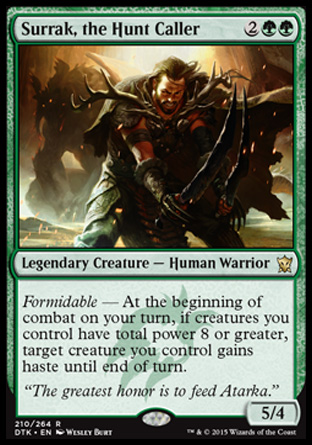 Surrak, the Hunt Caller 2
Legendary Creature — Human Warrior
Formidable — At the beginning of
combat on your turn, if creatures you
control have total power 8 or greater,
target creature you control gains
haste until end of turn.
“The greatest honor is to feed Atarka.”
5/4
210/264 R
DTK • EN Wesley Burt ™ & © 2015 Wizards of the Coast